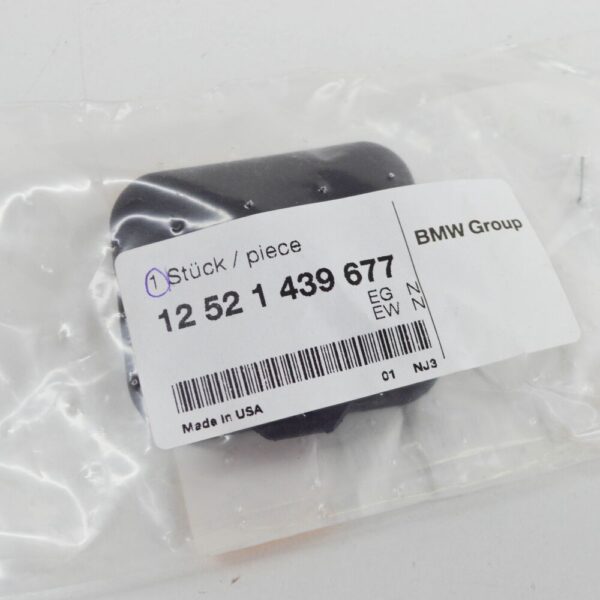 1 Stück / piece
12 52 1 439 677
EG N
EW N
01 NJ3
Made in USA
BMW Group